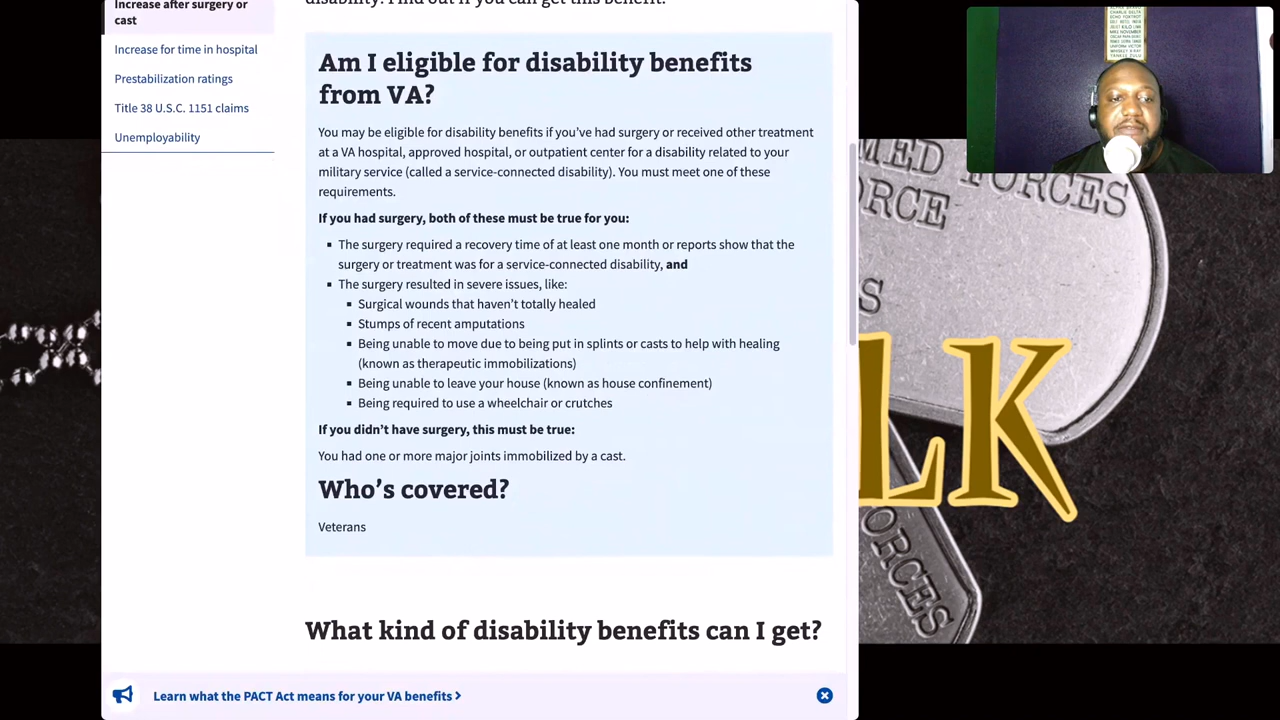 Increase after surgery or
cast
Increase for time in hospital
Prestabilization ratings
Title 38 U.S.C. 1151 claims
Unemployability
disability. Find out if you can get this benefit.
Am I eligible for disability benefits
from VA?
You may be eligible for disability benefits if you’ve had surgery or received other treatment
at a VA hospital, approved hospital, or outpatient center for a disability related to your
military service (called a service-connected disability). You must meet one of these
requirements.
If you had surgery, both of these must be true for you:
The surgery required a recovery time of at least one month or reports show that the
surgery or treatment was for a service-connected disability, and
The surgery resulted in severe issues, like:
Surgical wounds that haven’t totally healed
Stumps of recent amputations
Being unable to move due to being put in splints or casts to help with healing
(known as therapeutic immobilizations)
Being unable to leave your house (known as house confinement)
Being required to use a wheelchair or crutches
If you didn’t have surgery, this must be true:
You had one or more major joints immobilized by a cast.
Who’s covered?
Veterans
What kind of disability benefits can I get?
Learn what the PACT Act means for your VA benefits
MED FORCES
ORCE
S
LK
ORCES